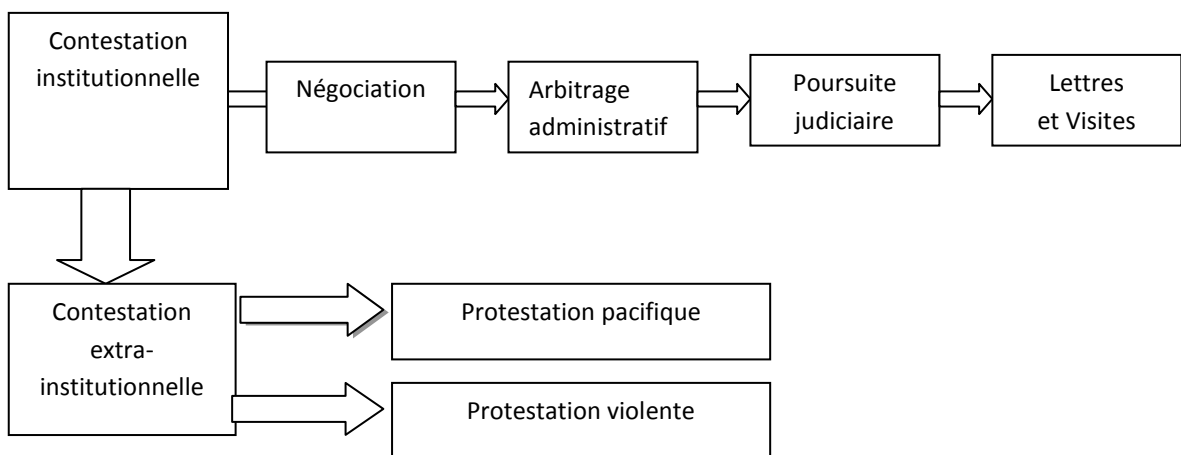 Contestation
institutionnelle
Négociation
Arbitrage
administratif
Poursuite
judiciaire
Lettres
et Visites
Contestation
extra-
institutionnelle
Protestation pacifique
Protestation violente